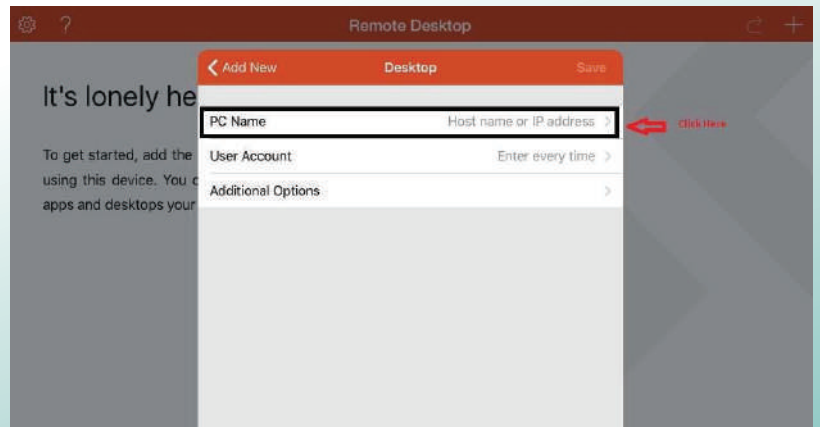 ?
Remote Desktop
Add New
Desktop
Save
It's lonely he
PC Name
Host name or IP address
Click Here
To get started, add the
using this device. You c
apps and desktops your
User Account
Enter every time
Additional Options